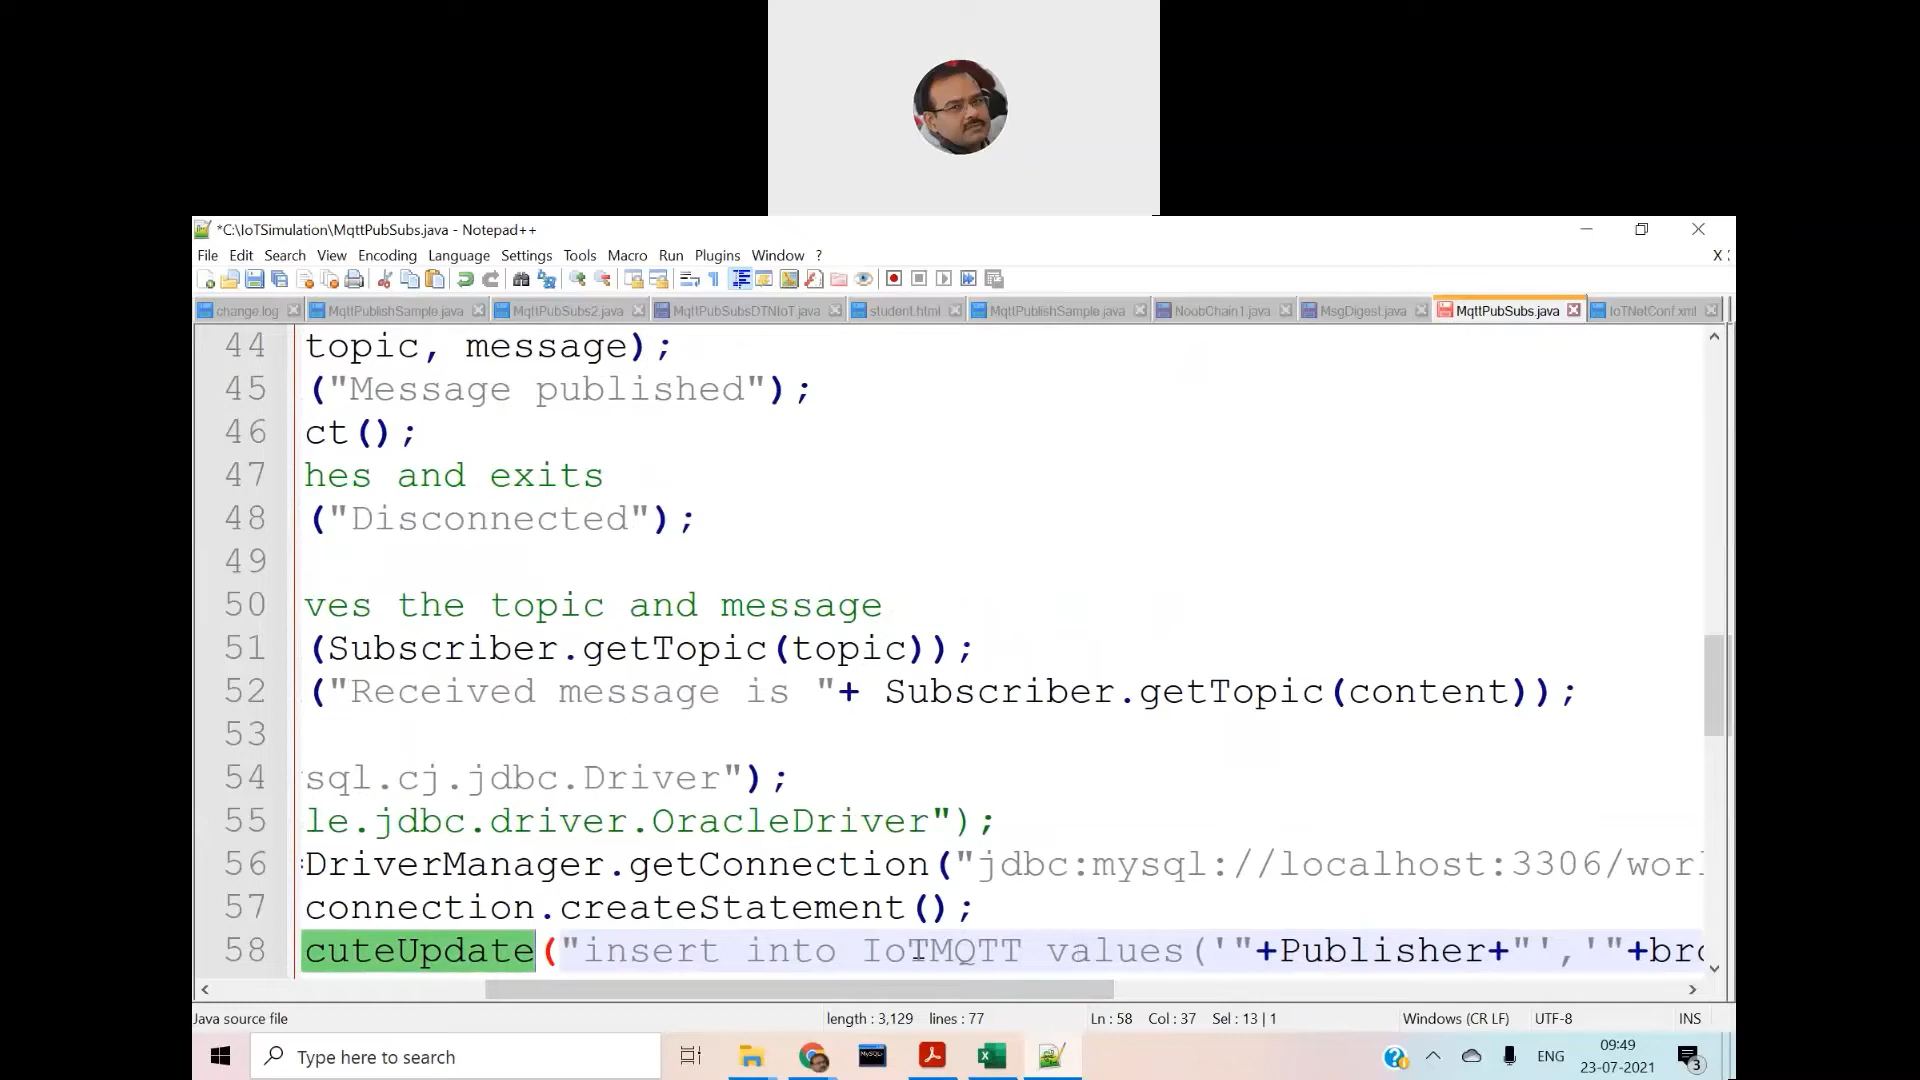 *C:\IoTSimulation\MqttPubSubs.java - Notepad++
File Edit Search View Encoding Language Settings Tools Macro Run Plugins Window ?
X
change.log MqttPublishSample.java MqttPubSubs2.java MqttPubSubsDTNIoT.java student.html MqttPublishSample.java NoobChain1.java MsgDigest.java MqttPubSubs.java IoTNetConf.xml
44 topic, message);
45 ("Message published");
46 ct();
47 hes and exits
48 ("Disconnected");
49
50 ves the topic and message
51 (Subscriber.getTopic(topic));
52 ("Received message is "+ Subscriber.getTopic(content));
53
54 sql.cj.jdbc.Driver");
55 le.jdbc.driver.OracleDriver");
56 DriverManager.getConnection("jdbc:mysql://localhost:3306/worl
57 connection.createStatement();
58 cuteUpdate("insert into IoTMQTT values('"+Publisher+"','"+bro
Java source file length : 3,129 lines : 77 Ln : 58 Col : 37 Sel : 13 | 1 Windows (CR LF) UTF-8 INS
Type here to search
MySQL
ENG
09:49
23-07-2021
3